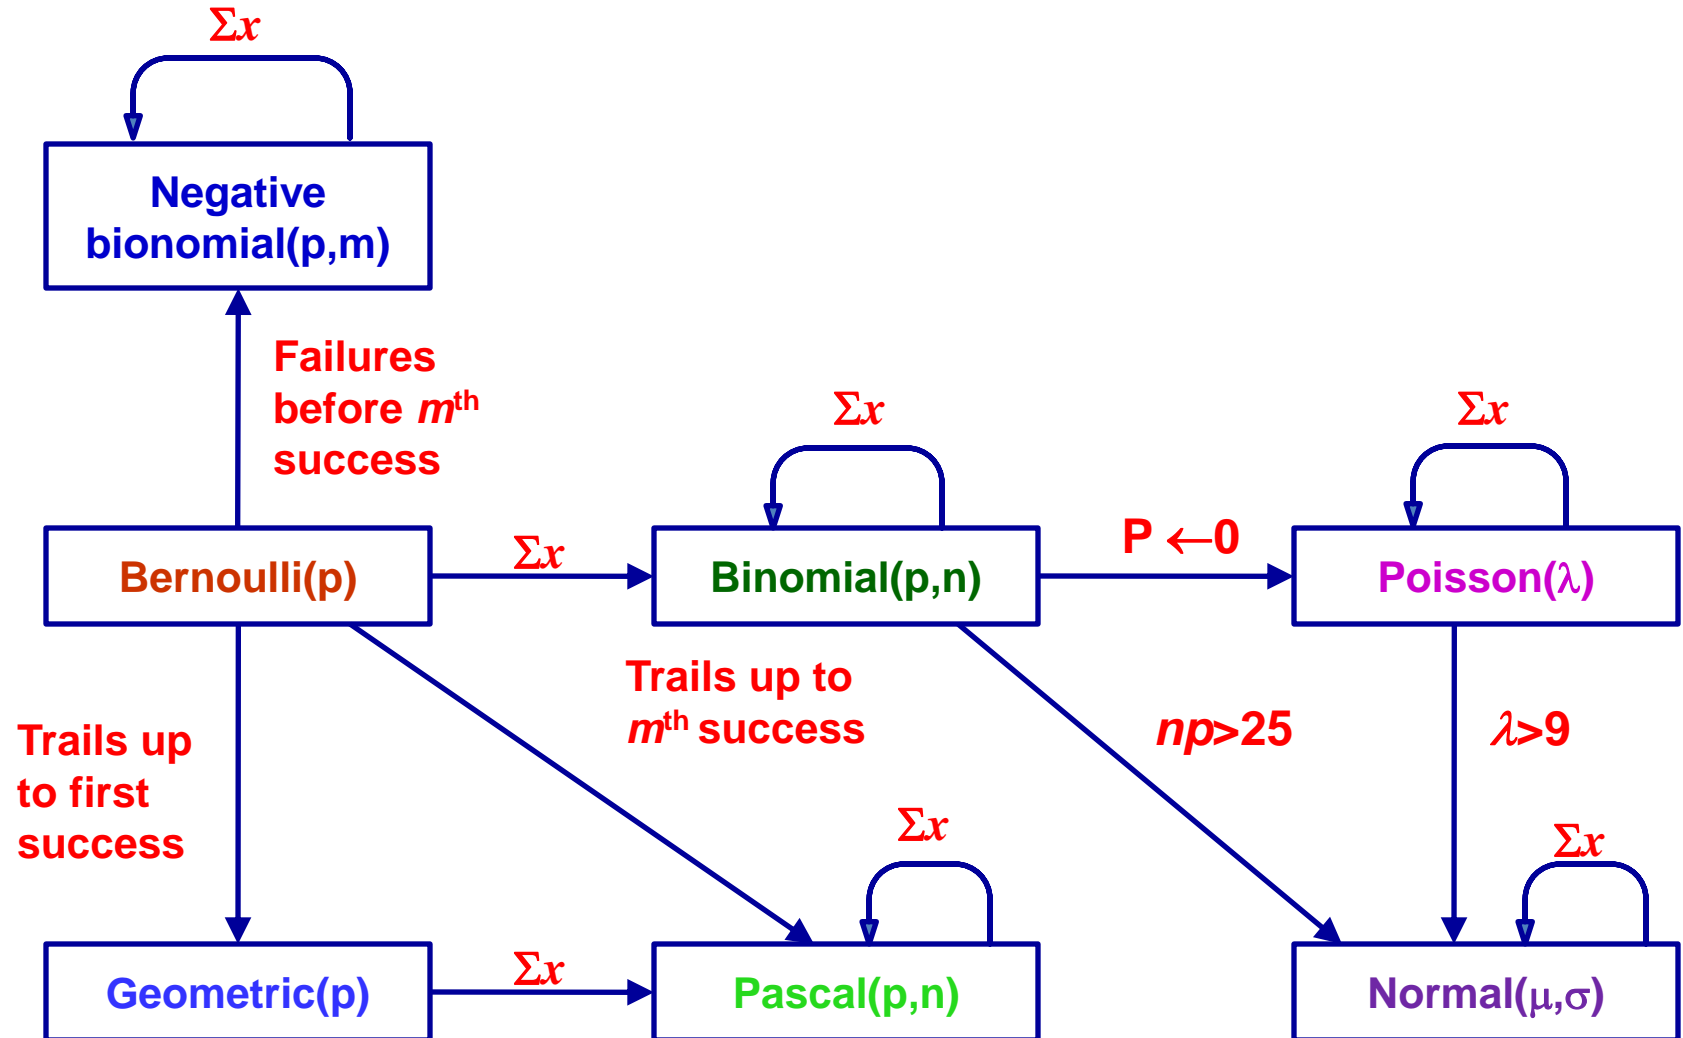 Σx
Negative
bionomial(p,m)
Failures
before mth
success
Σx
Σx
Bernoulli(p)
Σx
Binomial(p,n)
P ←0
Poisson(λ)
Trails up
to first
success
Trails up to
mth success
np>25
λ>9
Σx
Σx
Geometric(p)
Σx
Pascal(p,n)
Normal(μ,σ)